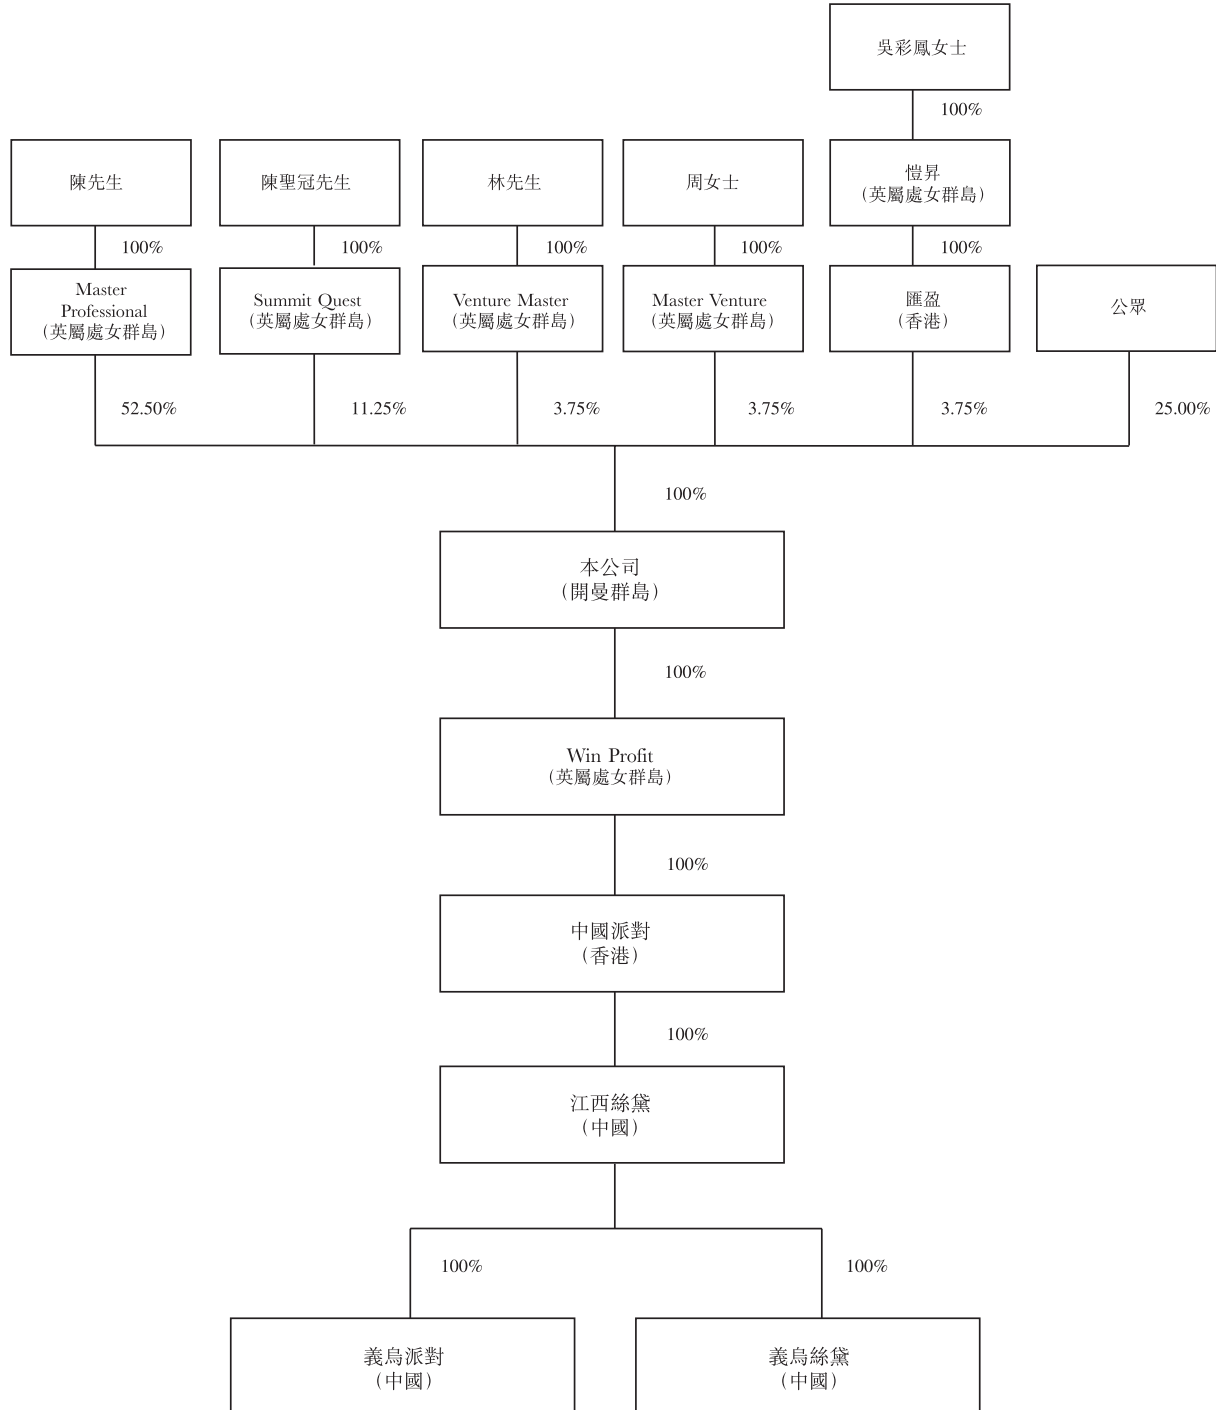 吳彩鳳女士
100%
陳先生
陳聖冠先生
林先生
周女士
愷昇
（英屬處女群島）
100%
100%
100%
100%
100%
Master
Professional
（英屬處女群島）
Summit Quest
（英屬處女群島）
Venture Master
（英屬處女群島）
Master Venture
（英屬處女群島）
匯盈
（香港）
公眾
52.50%
11.25%
3.75%
3.75%
3.75%
25.00%
100%
本公司
（開曼群島）
100%
Win Profit
（英屬處女群島）
100%
中國派對
（香港）
100%
江西絲黛
（中國）
100%
100%
義烏派對
（中國）
義烏絲黛
（中國）